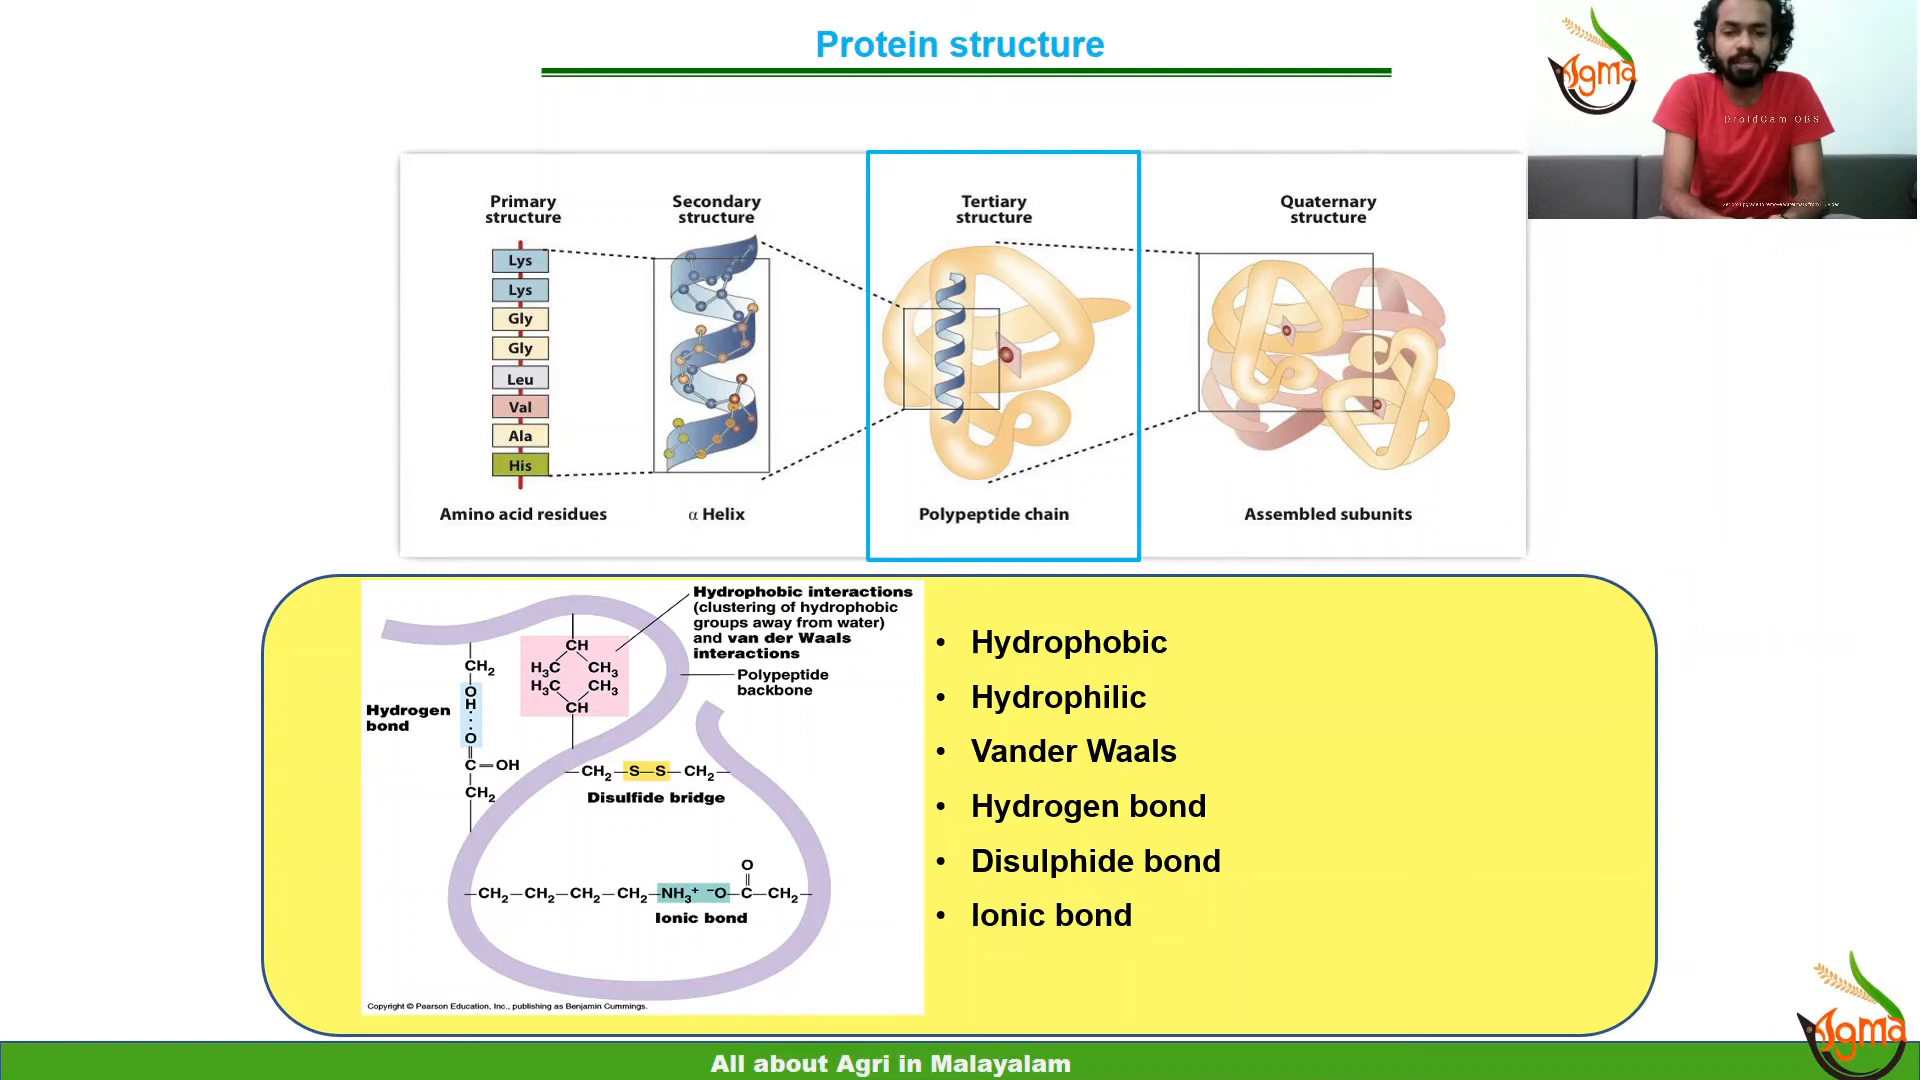 Protein structure
Agma
DroidCam OBS
Primary
structure
Secondary
structure
Tertiary
structure
Quaternary
structure
Lys
Lys
Gly
Gly
Leu
Val
Ala
His
Amino acid residues
α Helix
Polypeptide chain
Assembled subunits
Hydrophobic interactions
(clustering of hydrophobic
groups away from water)
and van der Waals
interactions
Polypeptide
backbone
Hydrogen
bond
CH2
O
H
O
C=OH
CH2
CH
H3C CH3
H3C CH3
CH
CH2—S—S—CH2
Disulfide bridge
O
—CH2—CH2—CH2—CH2—NH3+ −O—C—CH2—
Ionic bond
Copyright © Pearson Education, Inc., publishing as Benjamin Cummings.
• Hydrophobic
• Hydrophilic
• Vander Waals
• Hydrogen bond
• Disulphide bond
• Ionic bond
All about Agri in Malayalam
Agma